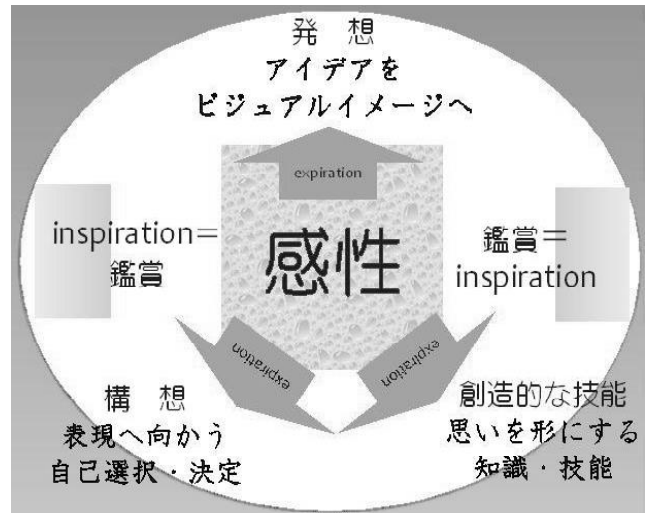 発 想
アイデアを
ビジュアルイメージへ
expiration
感性
inspiration=
鑑賞
鑑賞=
inspiration
expiration
expiration
構 想
表現へ向かう
自己選択・決定
創造的な技能
思いを形にする
知識・技能